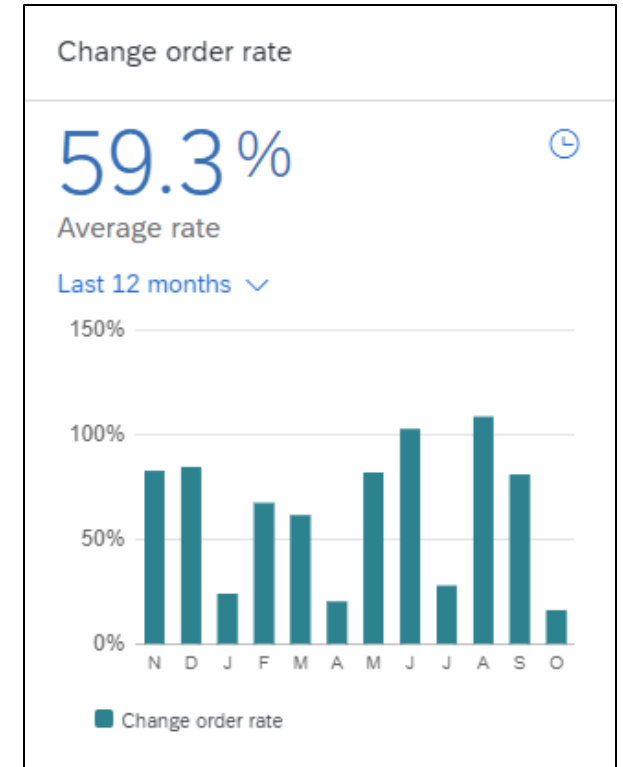 Change order rate
59.3%
Average rate
Last 12 months
150%
100%
50%
0%
N D J F M A M J J A S O
Change order rate